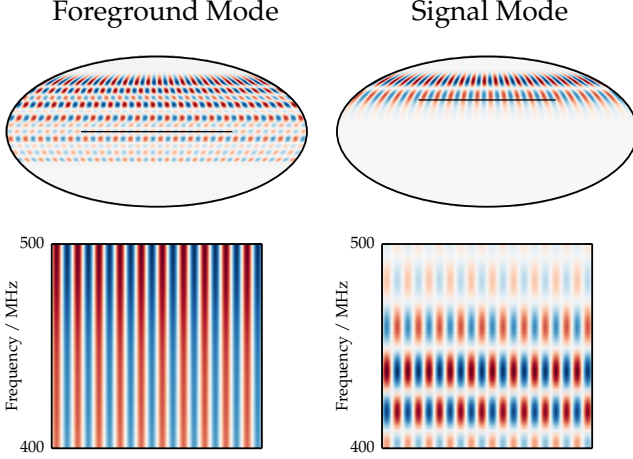 Foreground Mode
Signal Mode
500
Frequency / MHz
400
500
Frequency / MHz
400